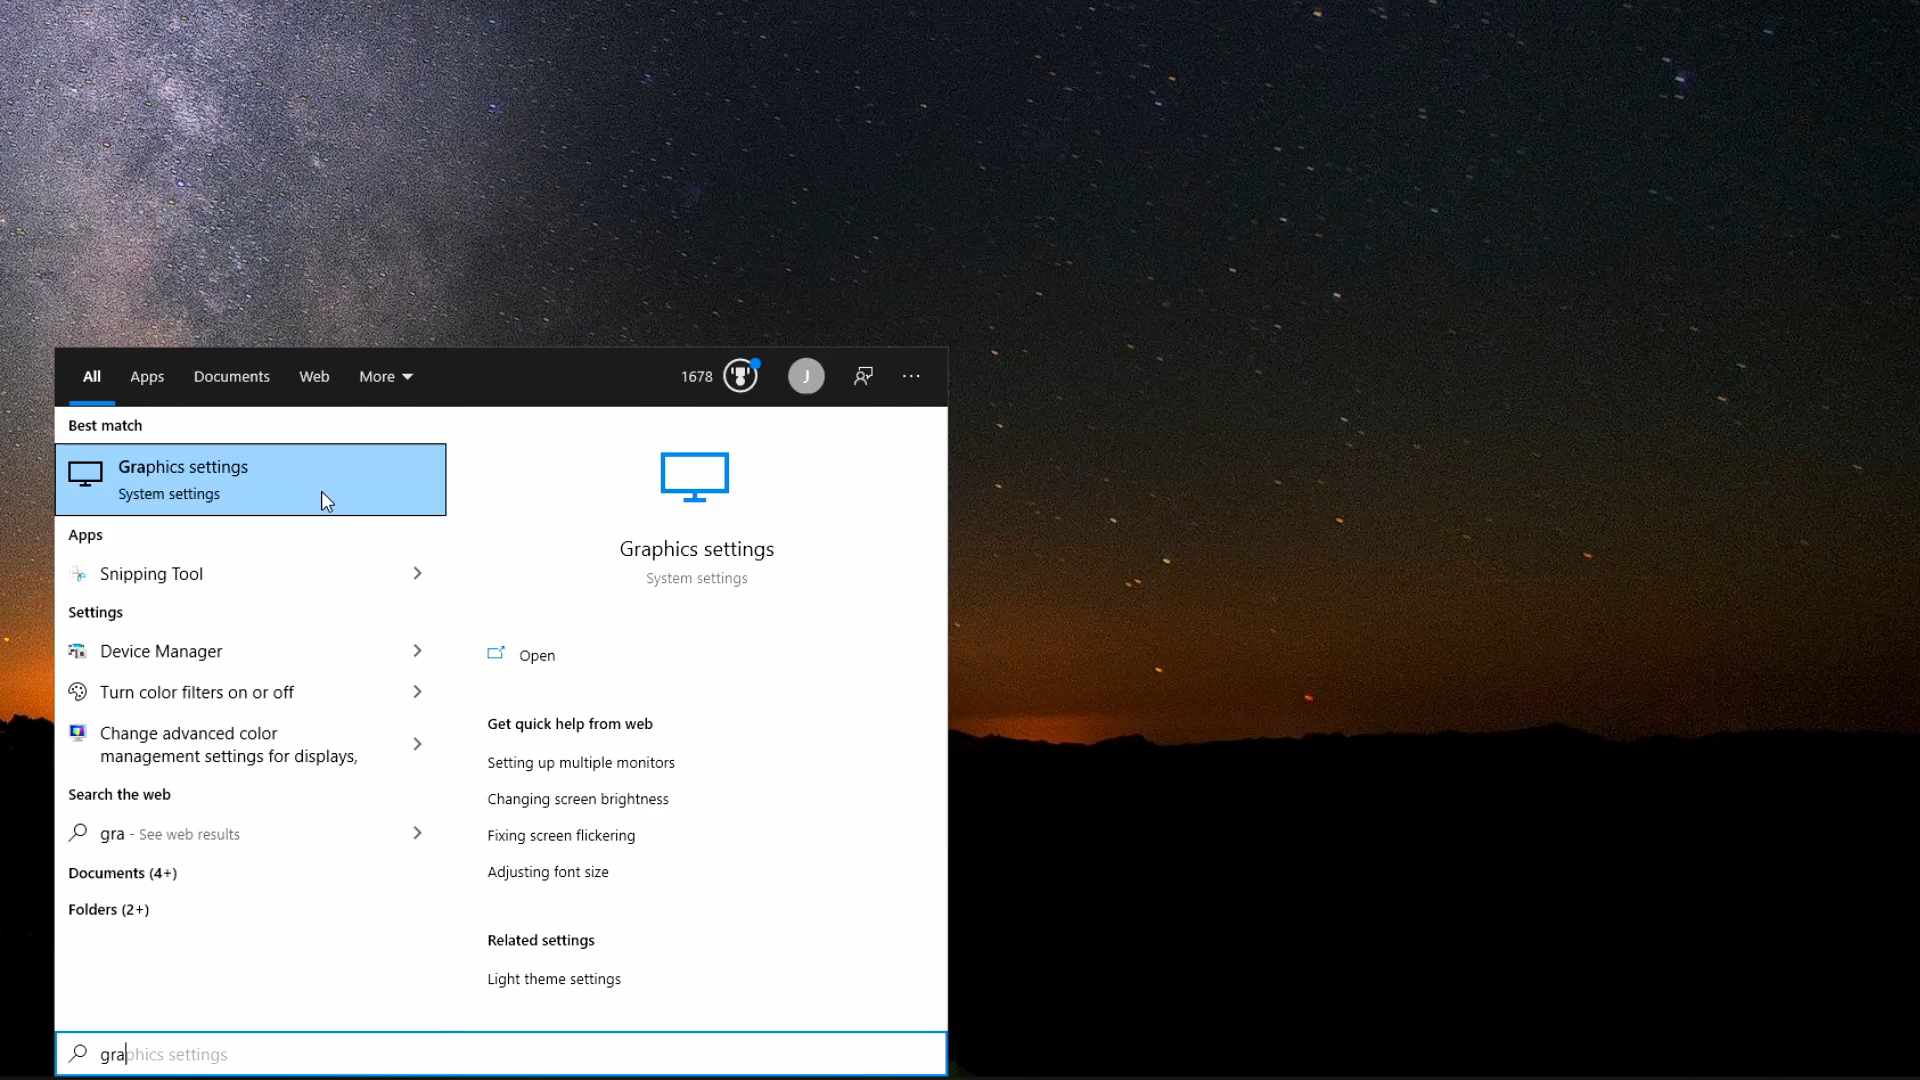 All Apps Documents Web More 1678 J
Best match
Graphics settings
System settings
Apps
Snipping Tool
Settings
Device Manager
Turn color filters on or off
Change advanced color
management settings for displays,
Search the web
gra - See web results
Documents (4+)
Folders (2+)
Graphics settings
System settings
Open
Get quick help from web
Setting up multiple monitors
Changing screen brightness
Fixing screen flickering
Adjusting font size
Related settings
Light theme settings
graphics settings